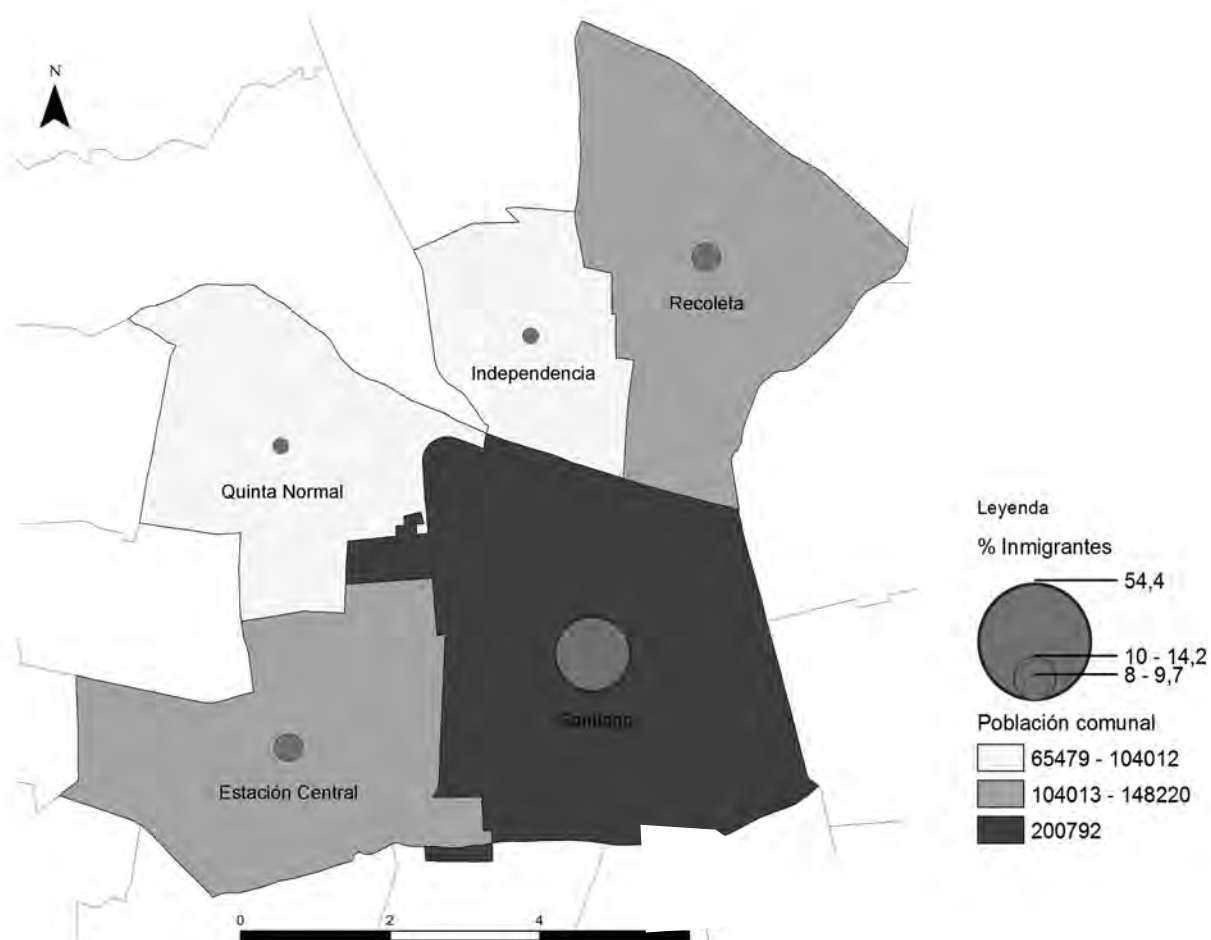 N
Recoleta
Independencia
Quinta Normal
Santiago
Estación Central
Leyenda
% Inmigrantes
54,4
10 - 14,2
8 - 9,7
Población comunal
65479 - 104012
104013 - 148220
200792
0 2 4